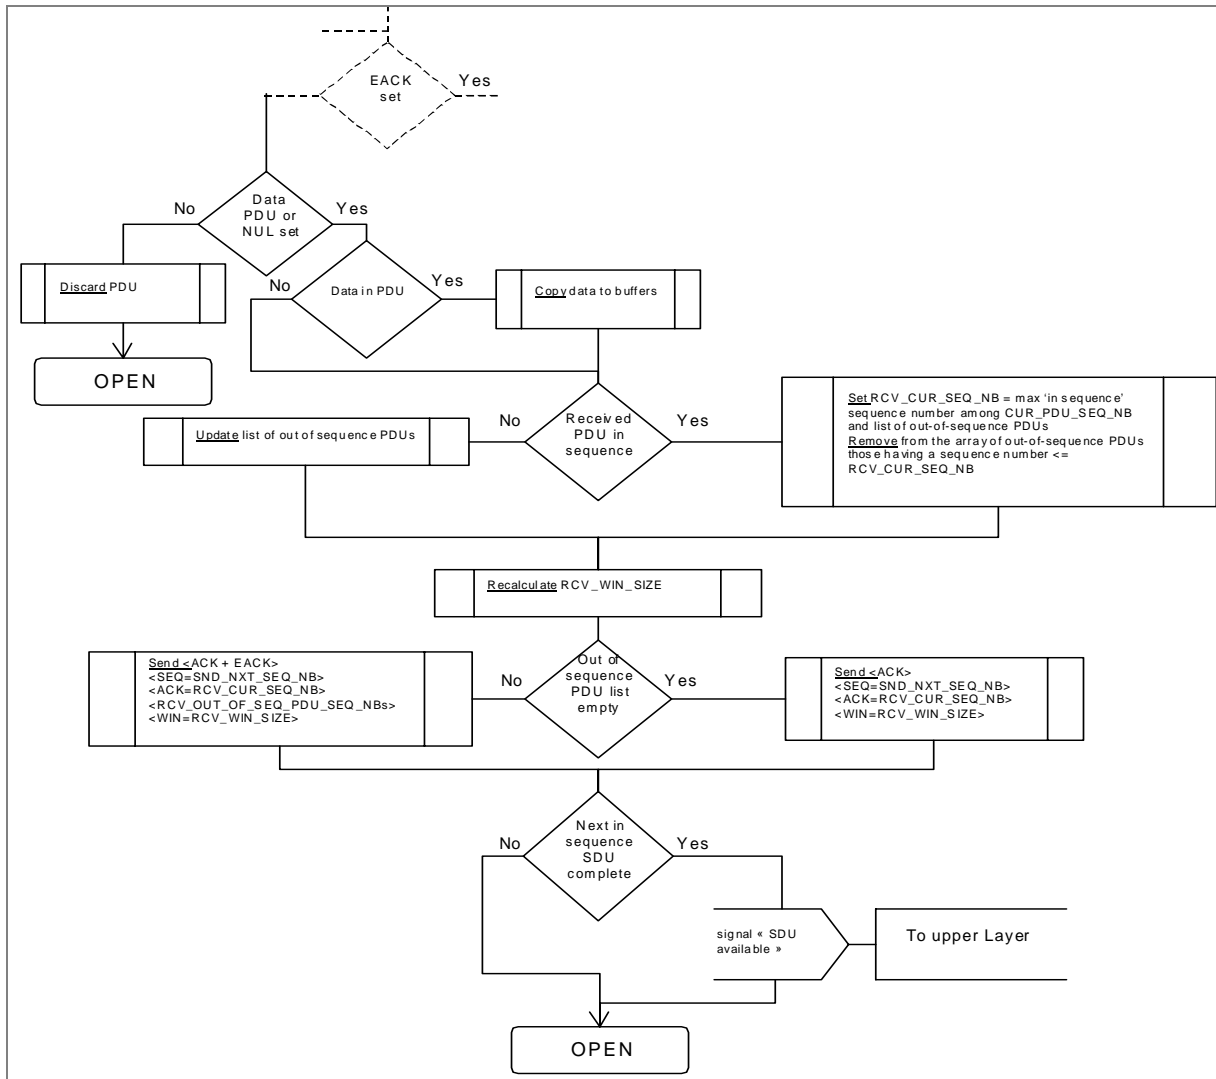 EACK
set
Yes
Data
PDU or
NUL set
No
Yes
Discard PDU
Data in PDU
No
Yes
Copy data to buffers
OPEN
Received
PDU in
sequence
No
Yes
Update list of out of sequence PDUs
Set RCV_CUR_SEQ_NB = max 'in sequence'
sequence number among CUR_PDU_SEQ_NB
and list of out-of-sequence PDUs
Remove from the array of out-of-sequence PDUs
those having a sequence number <=
RCV_CUR_SEQ_NB
Recalculate RCV_WIN_SIZE
Send <ACK + EACK>
<SEQ=SND_NXT_SEQ_NB>
<ACK=RCV_CUR_SEQ_NB>
<RCV_OUT_OF_SEQ_PDU_SEQ_NBs>
<WIN=RCV_WIN_SIZE>
No
Out of
sequence
PDU list
empty
Yes
Send <ACK>
<SEQ=SND_NXT_SEQ_NB>
<ACK=RCV_CUR_SEQ_NB>
<WIN=RCV_WIN_SIZE>
No
Next in
sequence
SDU
complete
Yes
signal « SDU
available »
To upper Layer
OPEN